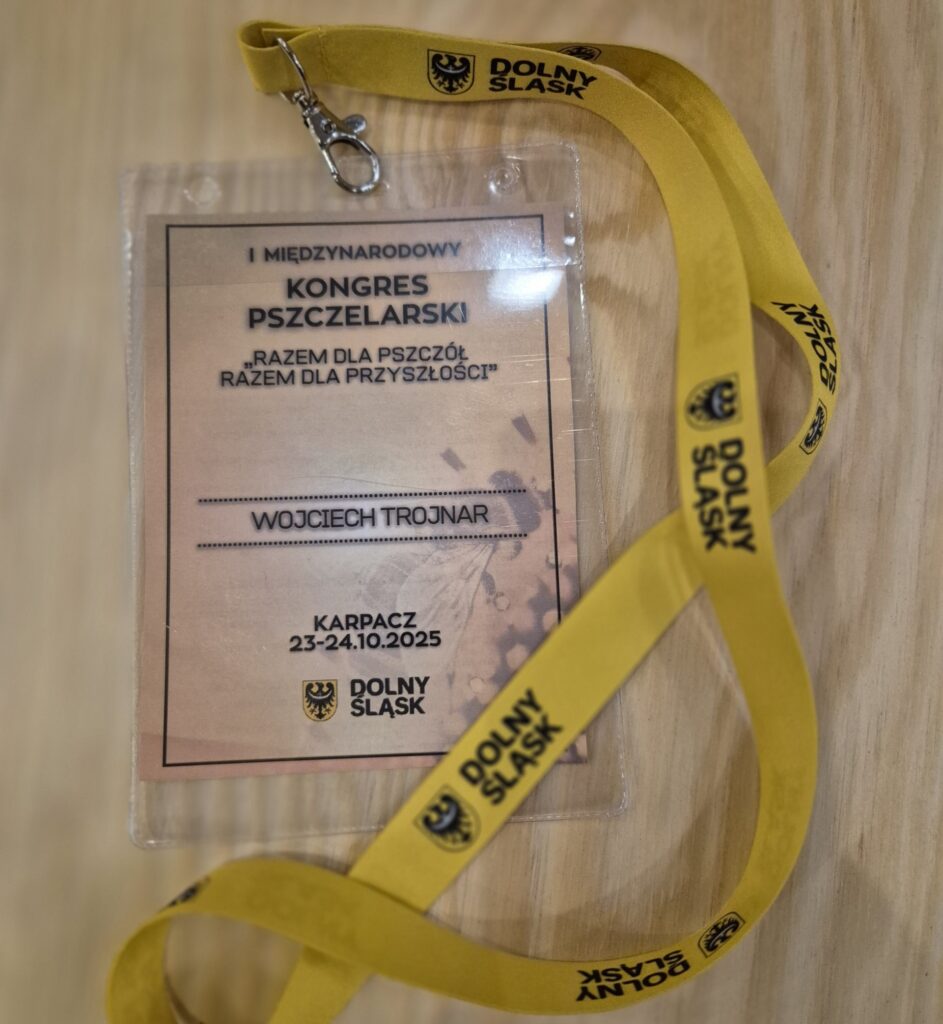 DOLNY
ŚLĄSK
I MIĘDZYNARODOWY
KONGRES
PSZCZELARSKI
„RAZEM DLA PSZCZÓŁ
RAZEM DLA PRZYSZŁOŚCI”
WOJCIECH TROJNAR
KARPACZ
23-24.10.2025
DOLNY
ŚLĄSK
DOLNY
ŚLĄSK
DOLNY
ŚLĄSK
DOLNY
ŚLĄSK
DOLNY
ŚLĄSK